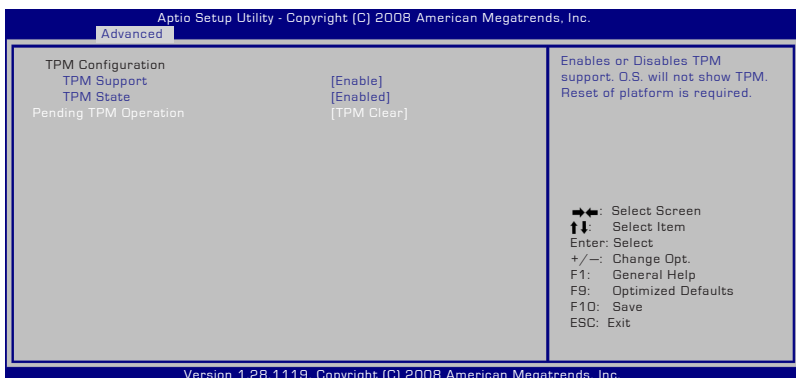 Aptio Setup Utility - Copyright (C) 2008 American Megatrends, Inc.
Advanced
TPM Configuration
TPM Support [Enable]
TPM State [Enabled]
Pending TPM Operation [TPM Clear]
Enables or Disables TPM
support. O.S. will not show TPM.
Reset of platform is required.
→←: Select Screen
↑↓: Select Item
Enter: Select
+/—: Change Opt.
F1: General Help
F9: Optimized Defaults
F10: Save
ESC: Exit
Version 1.28.1119. Copyright (C) 2008 American Megatrends, Inc.